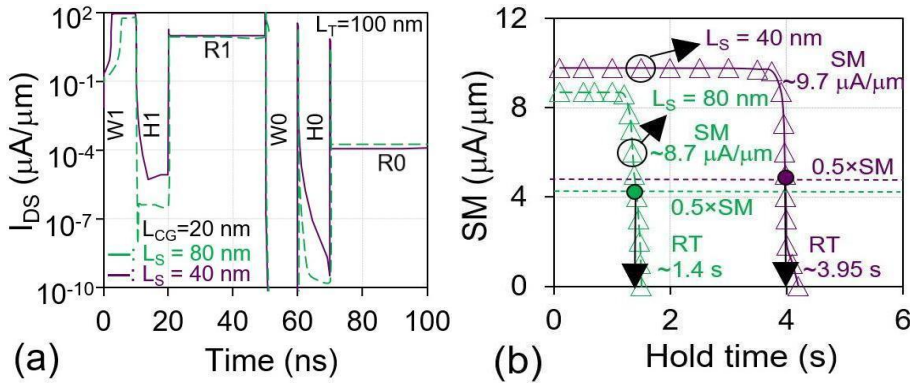 10²
10⁻¹
10⁻⁴
10⁻⁷
10⁻¹⁰
I_DS (μA/μm)
L_T=100 nm
W1
H1
R1
W0
H0
R0
L_CG=20 nm
: L_S = 80 nm
: L_S = 40 nm
0 20 40 60 80 100
Time (ns)
(a)
12
8
4
0
SM (μA/μm)
L_S = 40 nm
SM
~9.7 μA/μm
L_S = 80 nm
SM
~8.7 μA/μm
0.5×SM
0.5×SM
RT
~1.4 s
RT
~3.95 s
0 2 4 6
Hold time (s)
(b)